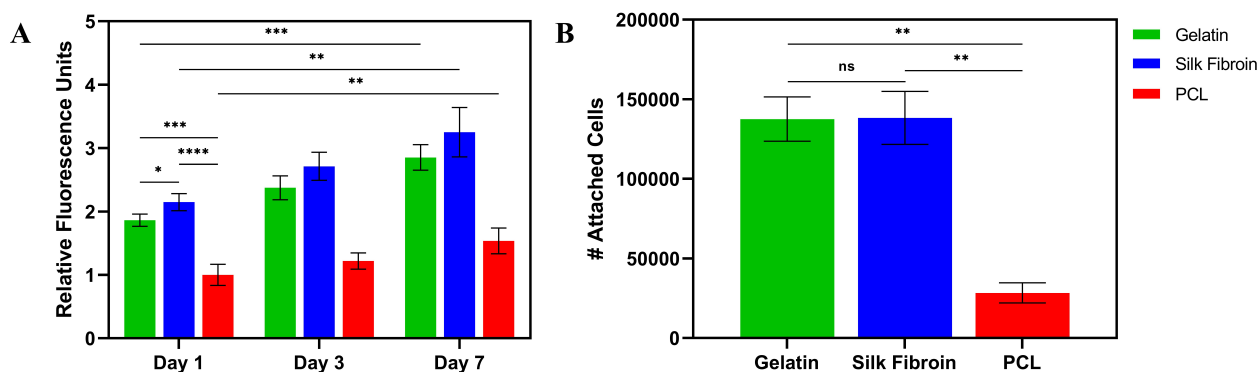 A
Relative Fluorescence Units
5
4
3
2
1
0
***
**
**
***
****
*
Day 1 Day 3 Day 7
B
# Attached Cells
200000
150000
100000
50000
0
**
ns
**
Gelatin Silk Fibroin PCL
Gelatin
Silk Fibroin
PCL